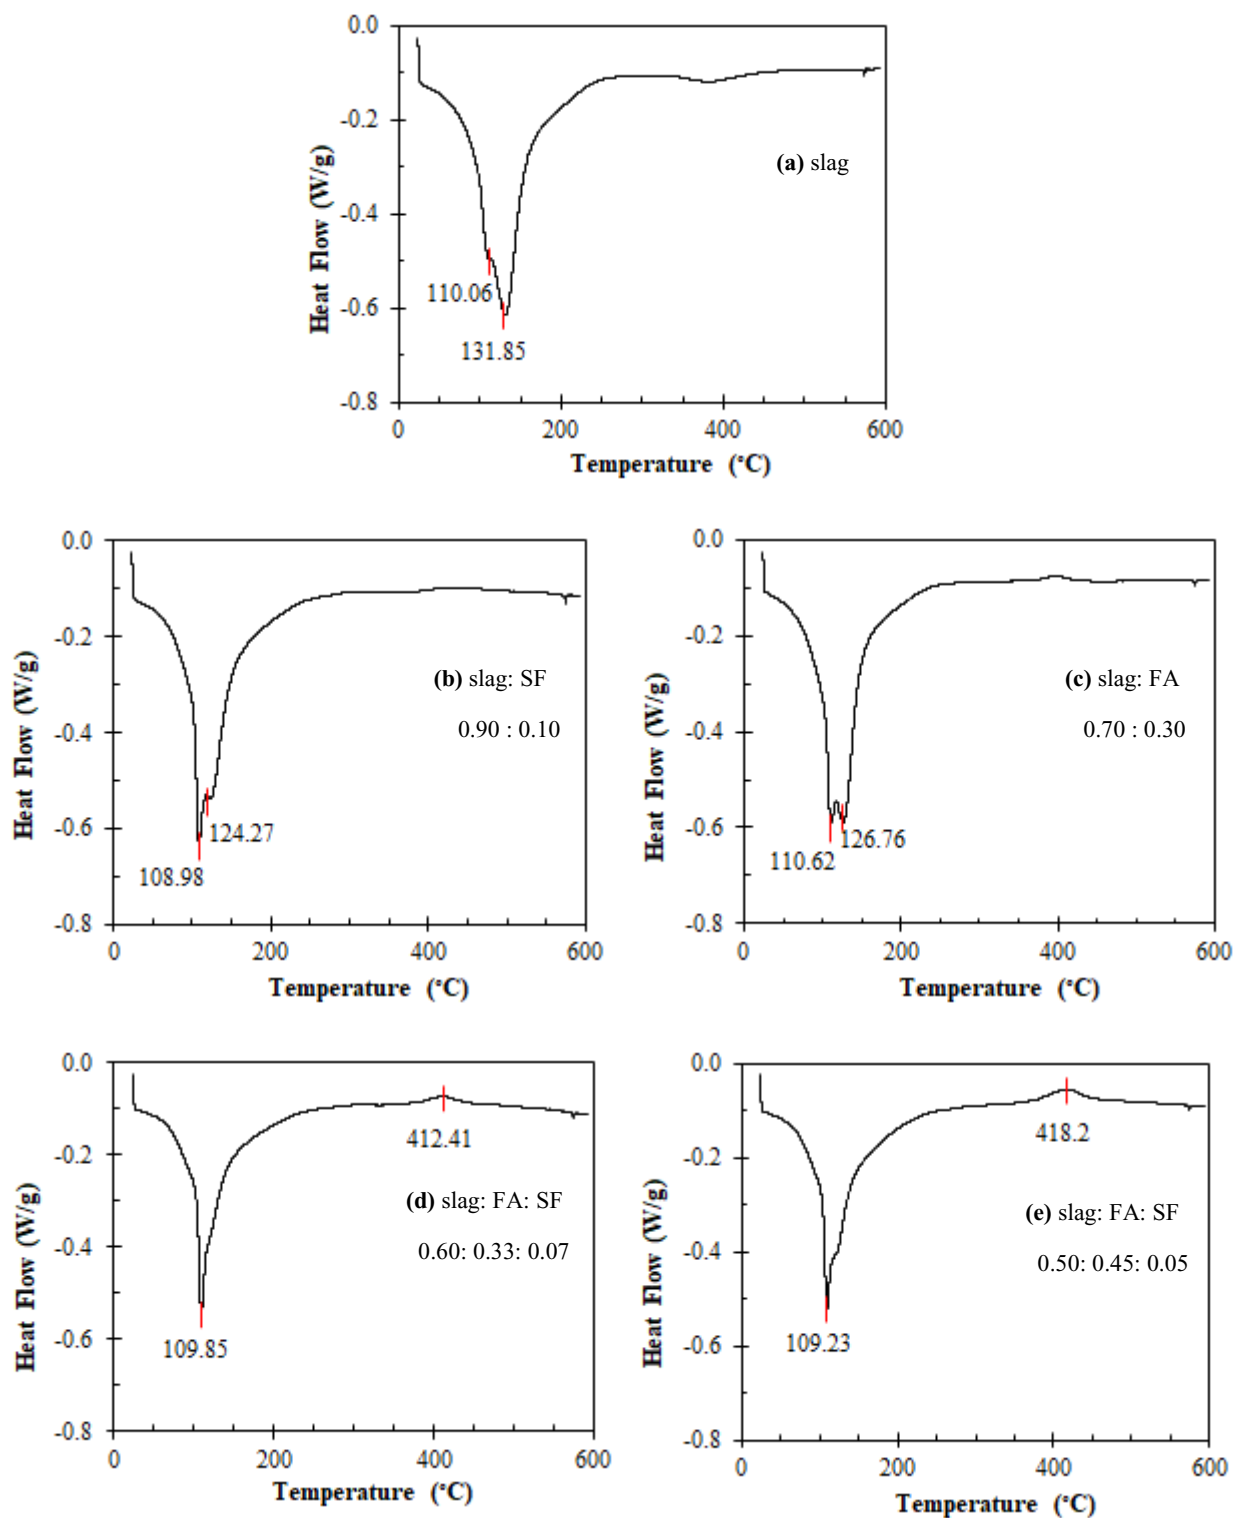 0.0
-0.2
-0.4
-0.6
-0.8
Heat Flow (W/g)
(a) slag
110.06
131.85
0 200 400 600
Temperature (°C)
0.0
-0.2
-0.4
-0.6
-0.8
Heat Flow (W/g)
(b) slag: SF
0.90 : 0.10
124.27
108.98
0 200 400 600
Temperature (°C)
0.0
-0.2
-0.4
-0.6
-0.8
Heat Flow (W/g)
(c) slag: FA
0.70 : 0.30
126.76
110.62
0 200 400 600
Temperature (°C)
0.0
-0.2
-0.4
-0.6
-0.8
Heat Flow (W/g)
412.41
(d) slag: FA: SF
0.60: 0.33: 0.07
109.85
0 200 400 600
Temperature (°C)
0.0
-0.2
-0.4
-0.6
-0.8
Heat Flow (W/g)
418.2
(e) slag: FA: SF
0.50: 0.45: 0.05
109.23
0 200 400 600
Temperature (°C)